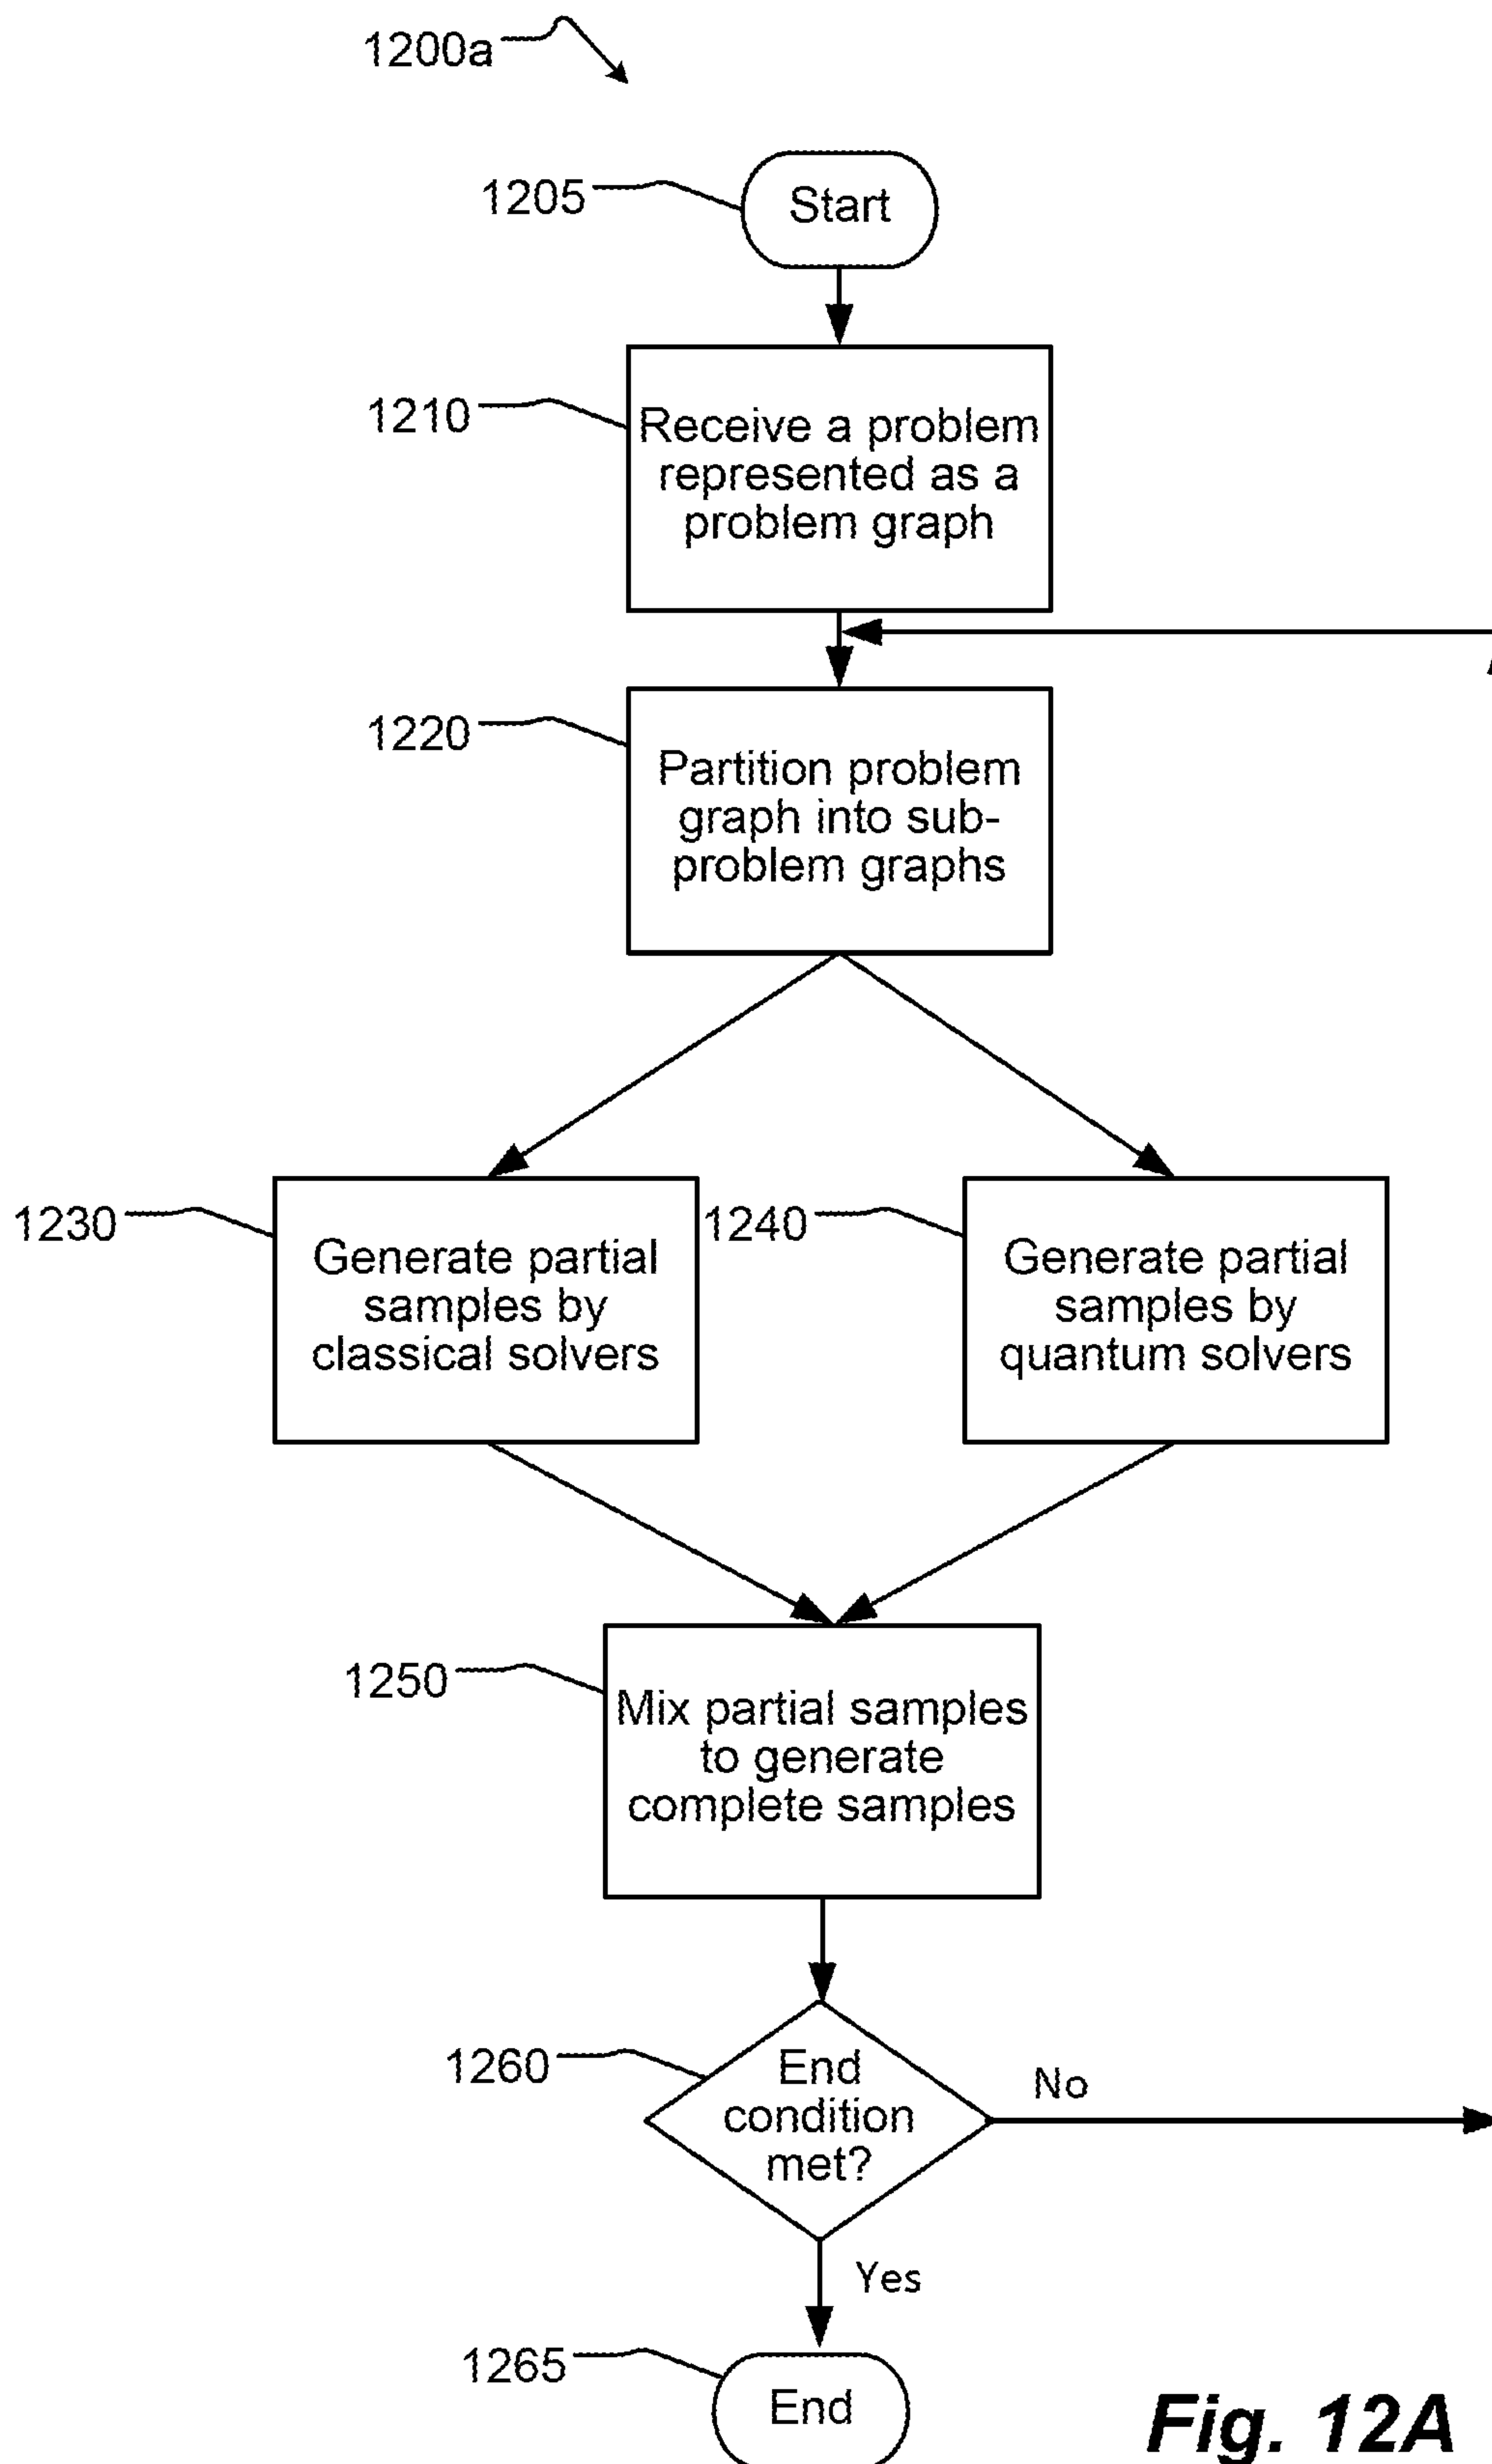 1200a
1205
Start
1210
Receive a problem
represented as a
problem graph
1220
Partition problem
graph into sub-
problem graphs
1230
Generate partial
samples by
classical solvers
1240
Generate partial
samples by
quantum solvers
1250
Mix partial samples
to generate
complete samples
1260
End
condition
met?
No
Yes
1265
End
Fig. 12A